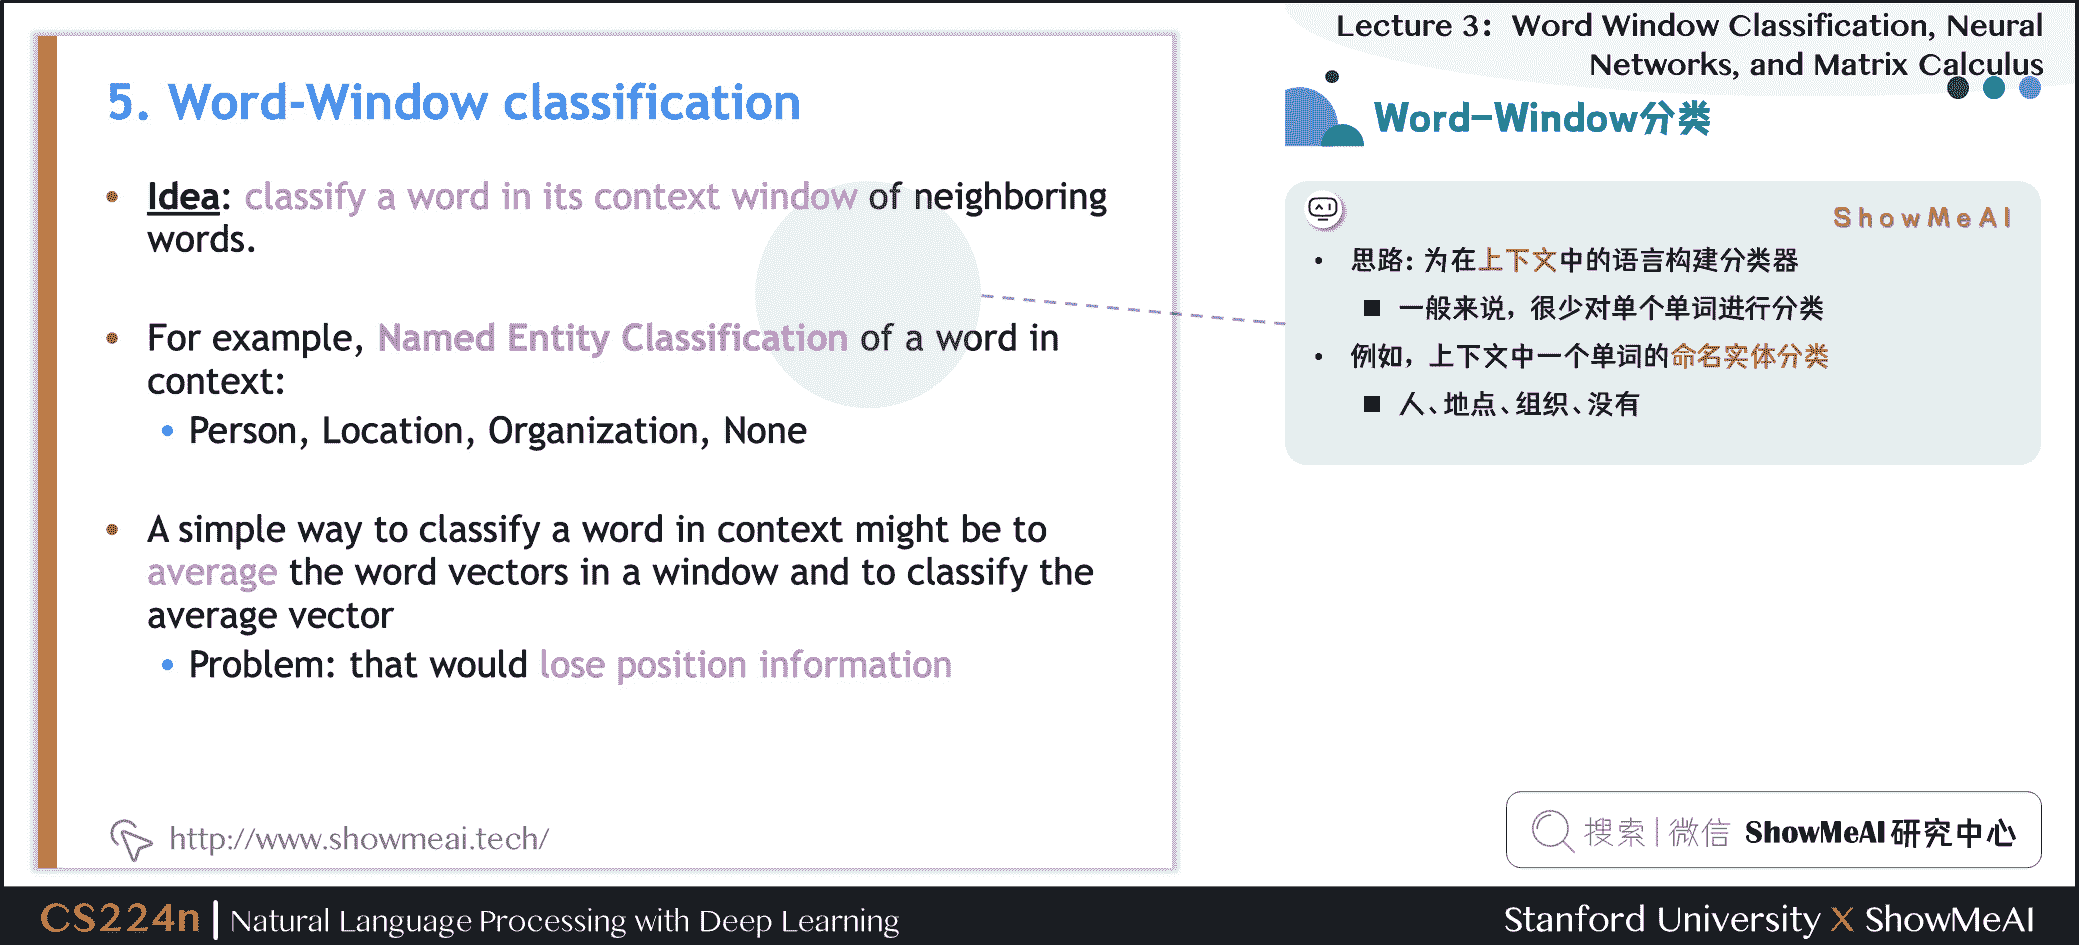 Lecture 3: Word Window Classification, Neural
Networks, and Matrix Calculus
5. Word-Window classification
• Idea: classify a word in its context window of neighboring
words.
• For example, Named Entity Classification of a word in
context:
• Person, Location, Organization, None
• A simple way to classify a word in context might be to
average the word vectors in a window and to classify the
average vector
• Problem: that would lose position information
http://www.showmeai.tech/
Word-Window分类
ShowMeAI
• 思路: 为在上下文中的语言构建分类器
■ 一般来说, 很少对单个单词进行分类
• 例如, 上下文中一个单词的命名实体分类
■ 人、地点、组织、没有
搜索 | 微信 ShowMeAI 研究中心
CS224n | Natural Language Processing with Deep Learning
Stanford University X ShowMeAI